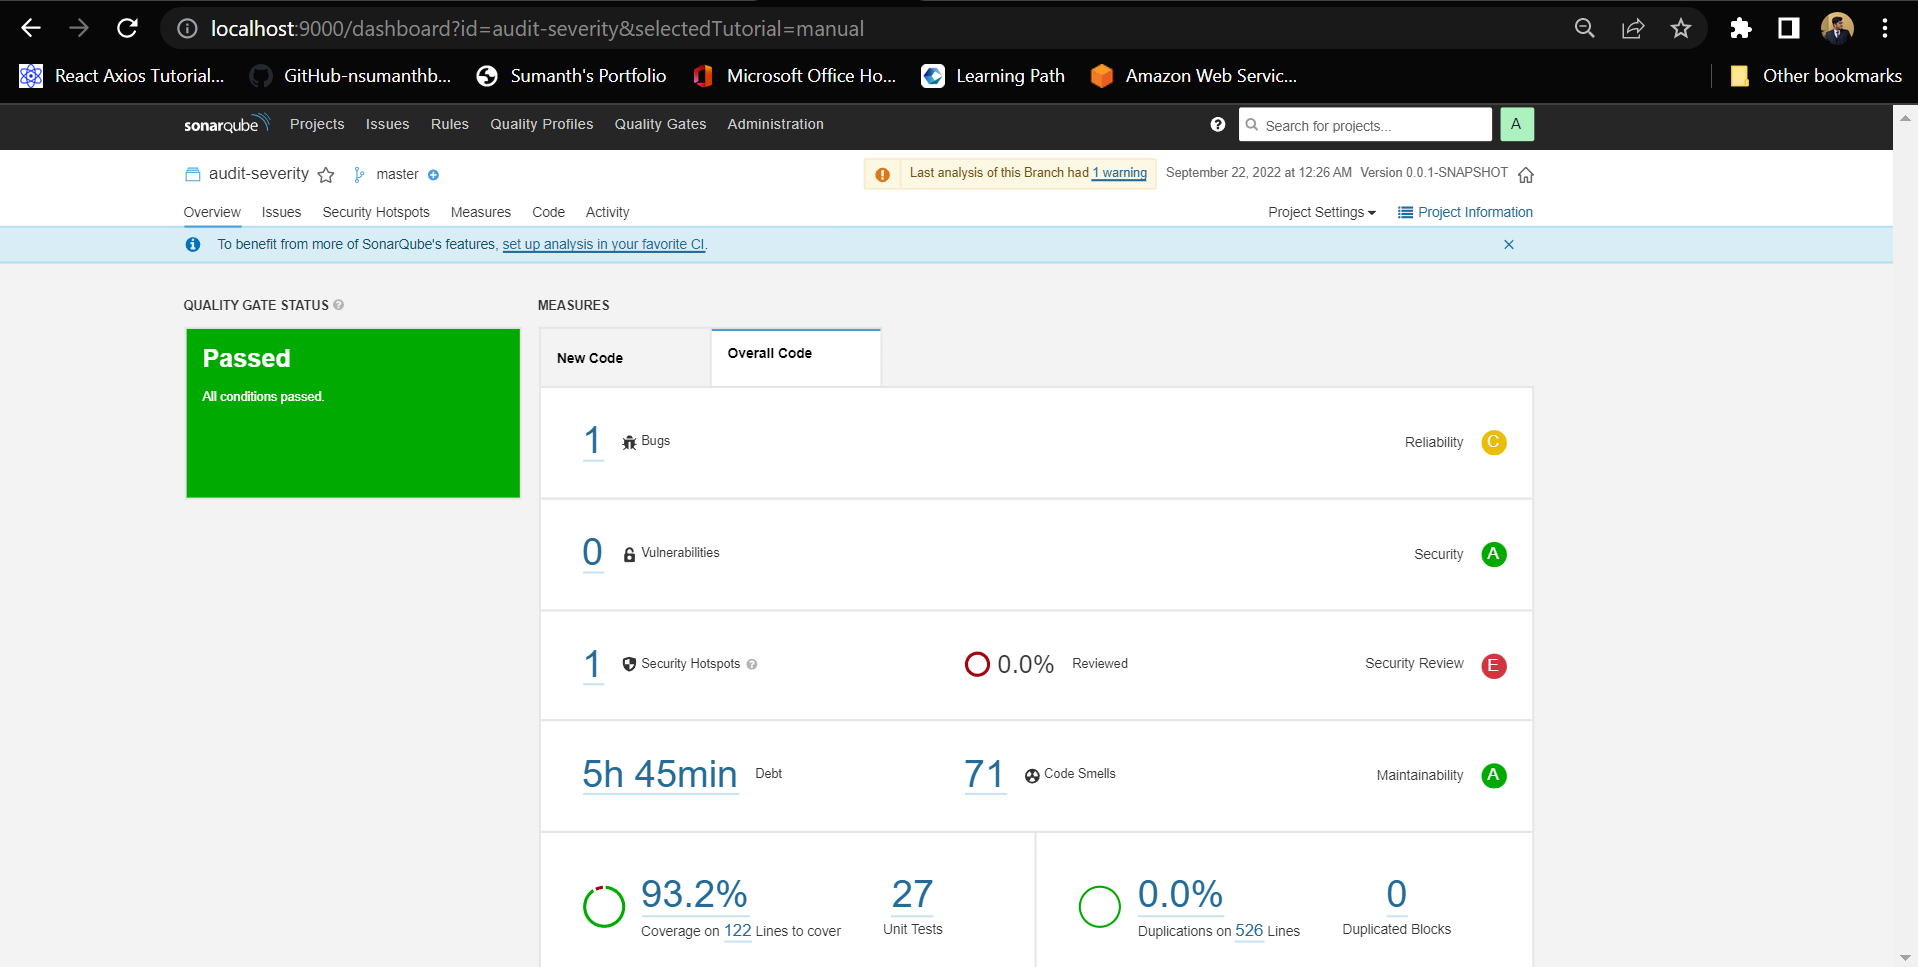 localhost:9000/dashboard?id=audit-severity&selectedTutorial=manual
React Axios Tutorial... GitHub-nsumanthb... Sumanth's Portfolio Microsoft Office Ho... Learning Path Amazon Web Servic... Other bookmarks
sonarqube Projects Issues Rules Quality Profiles Quality Gates Administration Search for projects... A
audit-severity master Last analysis of this Branch had 1 warning September 22, 2022 at 12:26 AM Version 0.0.1-SNAPSHOT
Overview Issues Security Hotspots Measures Code Activity Project Settings Project Information
To benefit from more of SonarQube's features, set up analysis in your favorite CI.
QUALITY GATE STATUS
Passed
All conditions passed.
MEASURES
New Code Overall Code
1 Bugs Reliability C
0 Vulnerabilities Security A
1 Security Hotspots 0.0% Reviewed Security Review E
5h 45min Debt 71 Code Smells Maintainability A
93.2% 27
Coverage on 122 Lines to cover Unit Tests
0.0% 0
Duplications on 526 Lines Duplicated Blocks